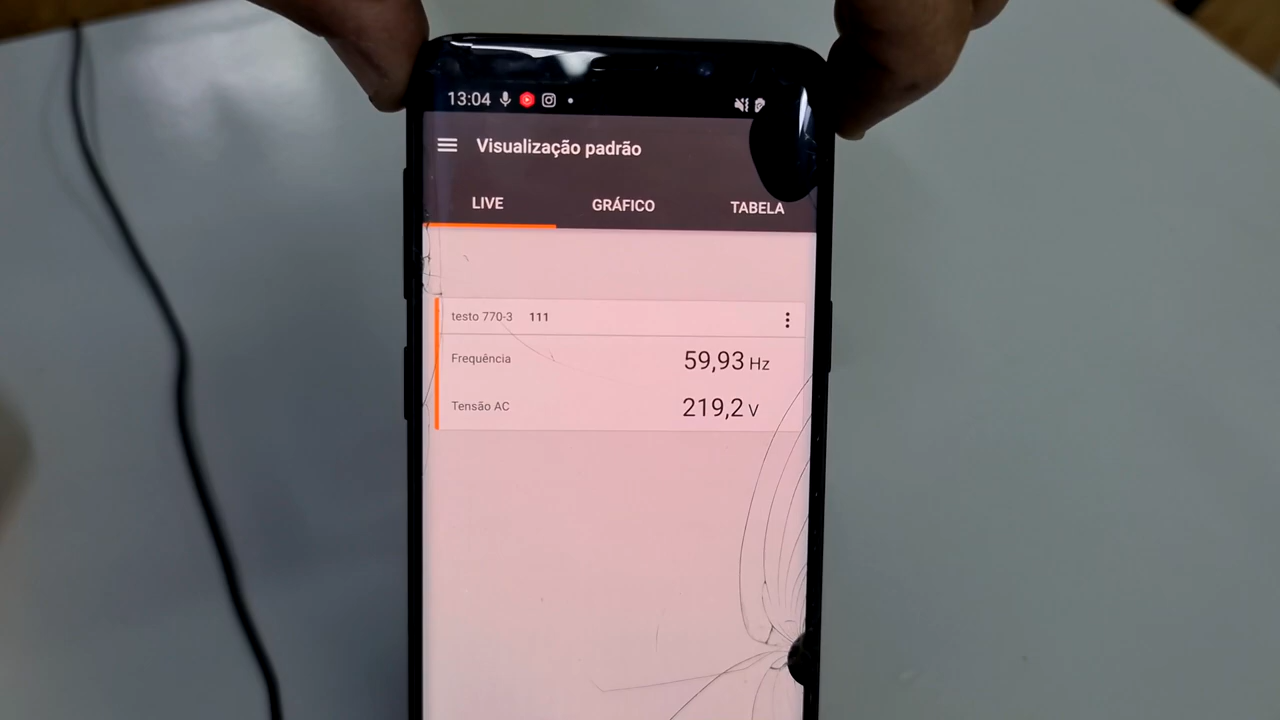 13:04
Visualização padrão
LIVE GRÁFICO TABELA
testo 770-3 111
Frequência 59,93 Hz
Tensão AC 219,2 V